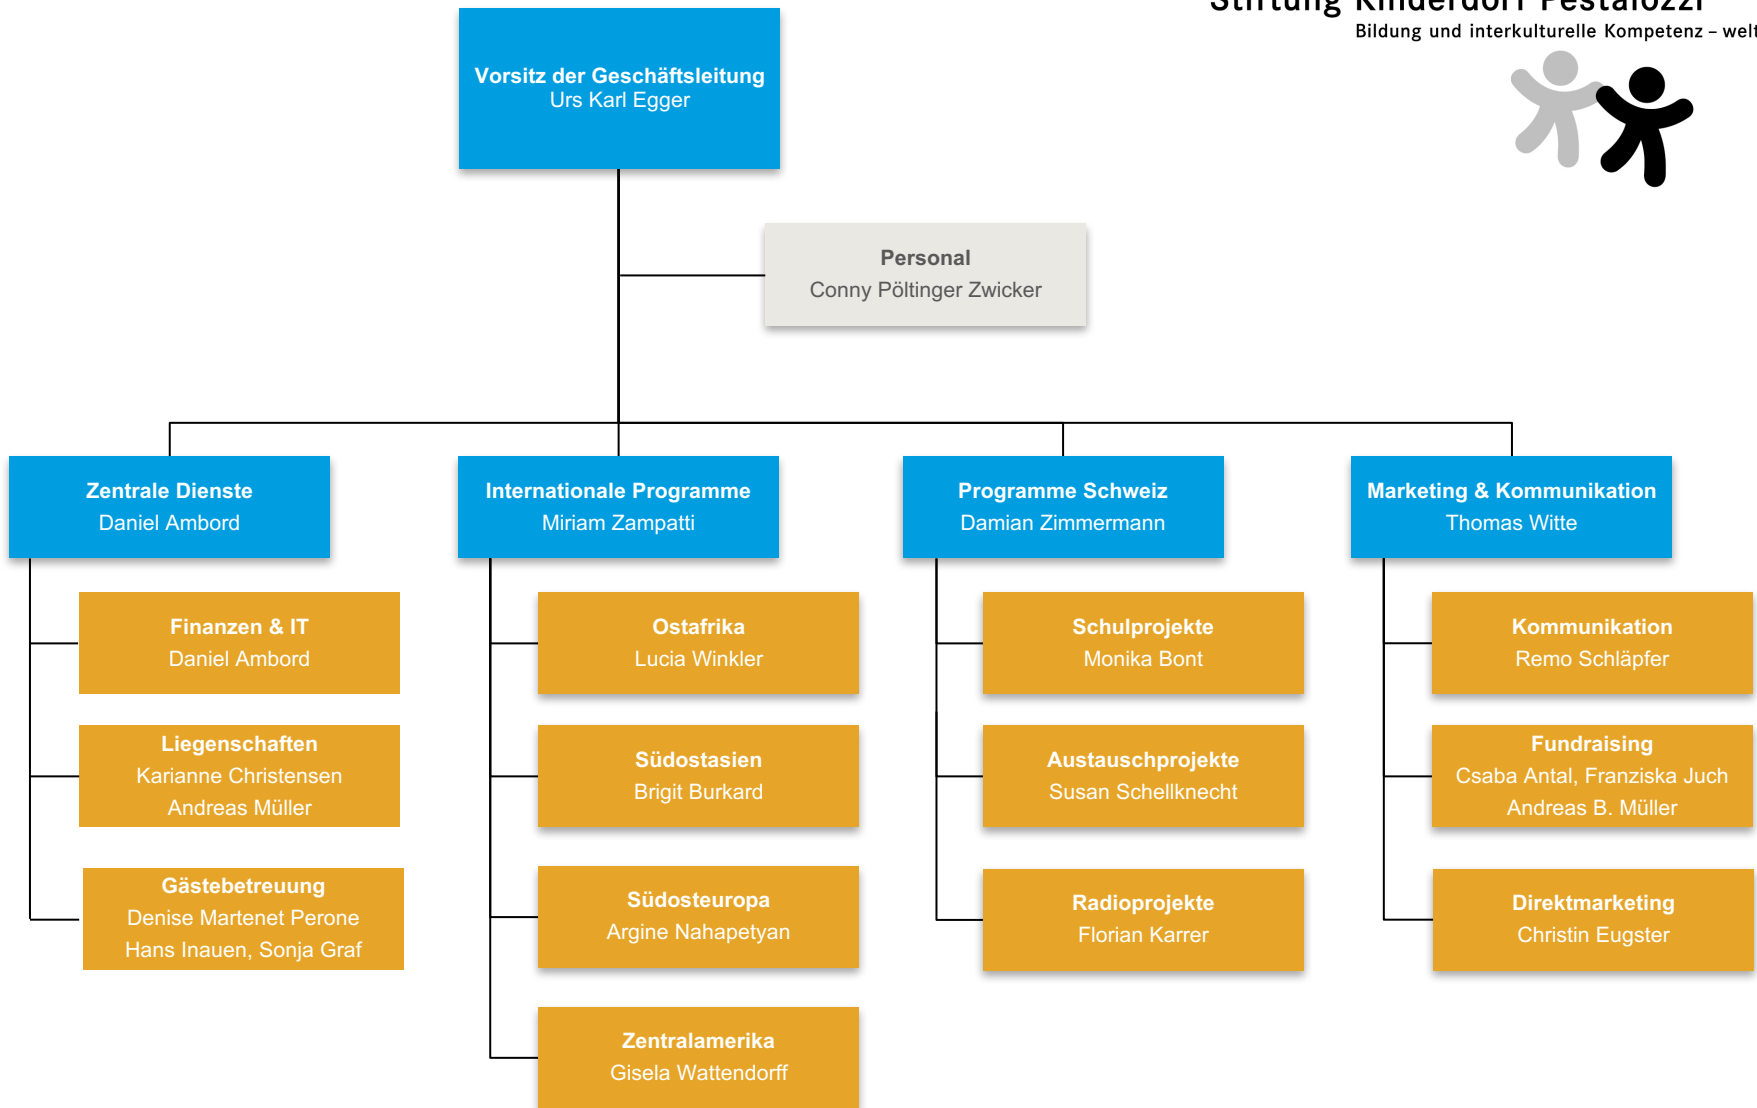 Stiftung Kinderdorf Pestalozzi
Bildung und interkulturelle Kompetenz – welt
Vorsitz der Geschäftsleitung
Urs Karl Egger
Personal
Conny Pöltinger Zwicker
Zentrale Dienste
Daniel Ambord
Internationale Programme
Miriam Zampatti
Programme Schweiz
Damian Zimmermann
Marketing & Kommunikation
Thomas Witte
Finanzen & IT
Daniel Ambord
Liegenschaften
Karianne Christensen
Andreas Müller
Gästebetreuung
Denise Martenet Perone
Hans Inauen, Sonja Graf
Ostafrika
Lucia Winkler
Südostasien
Brigit Burkard
Südosteuropa
Argine Nahapetyan
Zentralamerika
Gisela Wattendorff
Schulprojekte
Monika Bont
Austauschprojekte
Susan Schellknecht
Radioprojekte
Florian Karrer
Kommunikation
Remo Schläpfer
Fundraising
Csaba Antal, Franziska Juch
Andreas B. Müller
Direktmarketing
Christin Eugster